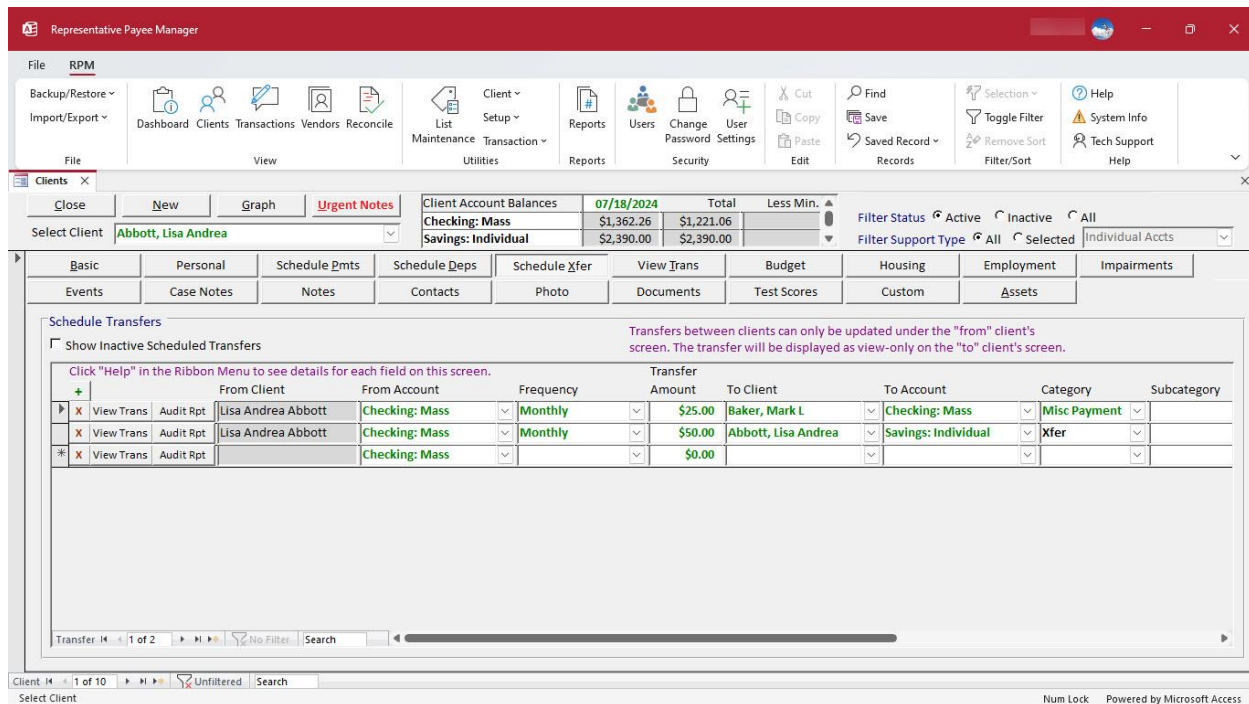 Representative Payee Manager
File RPM
Backup/Restore
Import/Export
File
Dashboard Clients Transactions Vendors Reconcile
View
List Maintenance
Client
Setup
Transaction
Utilities
Reports
Reports
Users Change Password User Settings
Security
Cut
Copy
Paste
Edit
Find
Save
Saved Record
Records
Selection
Toggle Filter
Remove Sort
Filter/Sort
Help
System Info
Tech Support
Help
Clients X
Close New Graph Urgent Notes
Select Client Abbott, Lisa Andrea
Client Account Balances 07/18/2024 Total Less Min.
Checking: Mass $1,362.26 $1,221.06
Savings: Individual $2,390.00 $2,390.00
Filter Status Active Inactive All
Filter Support Type All Selected Individual Accts
Basic Personal Schedule Pmts Schedule Deps Schedule Xfer View Trans Budget Housing Employment Impairments
Events Case Notes Notes Contacts Photo Documents Test Scores Custom Assets
Schedule Transfers
Show Inactive Scheduled Transfers
Transfers between clients can only be updated under the "from" client's
screen. The transfer will be displayed as view-only on the "to" client's screen.
Click "Help" in the Ribbon Menu to see details for each field on this screen.
+ From Client From Account Frequency Transfer Amount To Client To Account Category Subcategory
X View Trans Audit Rpt Lisa Andrea Abbott Checking: Mass Monthly $25.00 Baker, Mark L Checking: Mass Misc Payment
X View Trans Audit Rpt Lisa Andrea Abbott Checking: Mass Monthly $50.00 Abbott, Lisa Andrea Savings: Individual Xfer
* X View Trans Audit Rpt Checking: Mass $0.00
Transfer 1 of 2 No Filter Search
Client 1 of 10 Unfiltered Search
Select Client Num Lock Powered by Microsoft Access